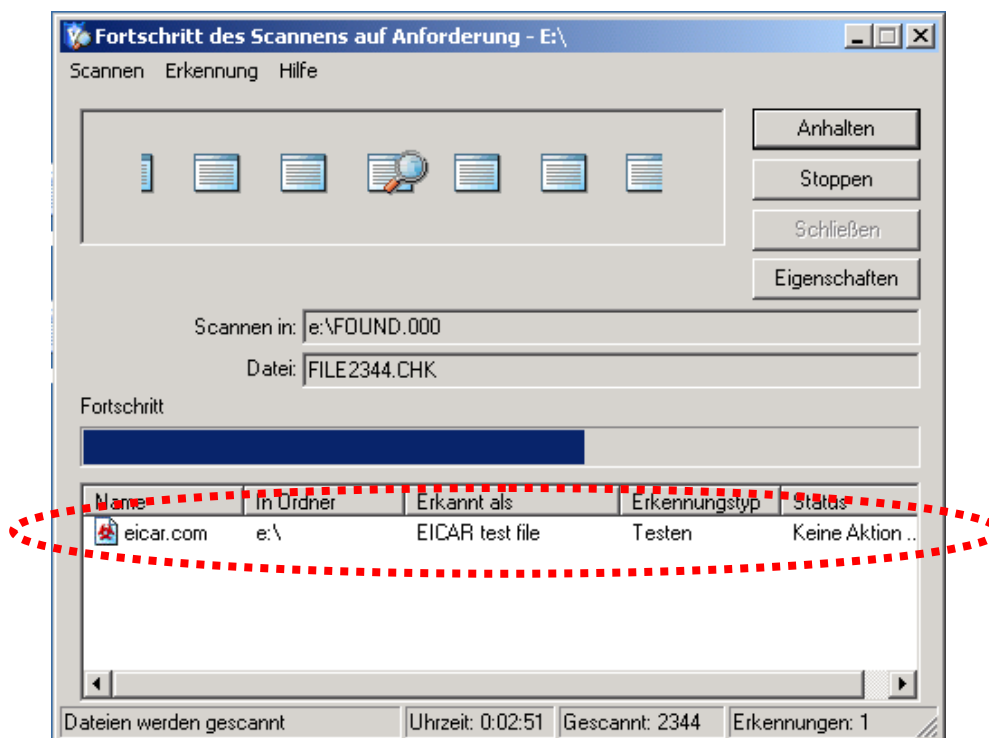 Fortschritt des Scannens auf Anforderung - E:\
Scannen Erkennung Hilfe
Anhalten
Stoppen
Schließen
Eigenschaften
Scannen in: e:\FOUND.000
Datei: FILE2344.CHK
Fortschritt
Name In Ordner Erkannt als Erkennungstyp Status
eicar.com e:\ EICAR test file Testen Keine Aktion ..
Dateien werden gescannt Uhrzeit: 0:02:51 Gescannt: 2344 Erkennungen: 1